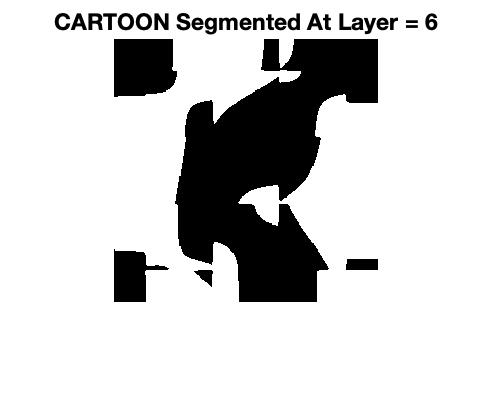 CARTOON Segmented At Layer = 6